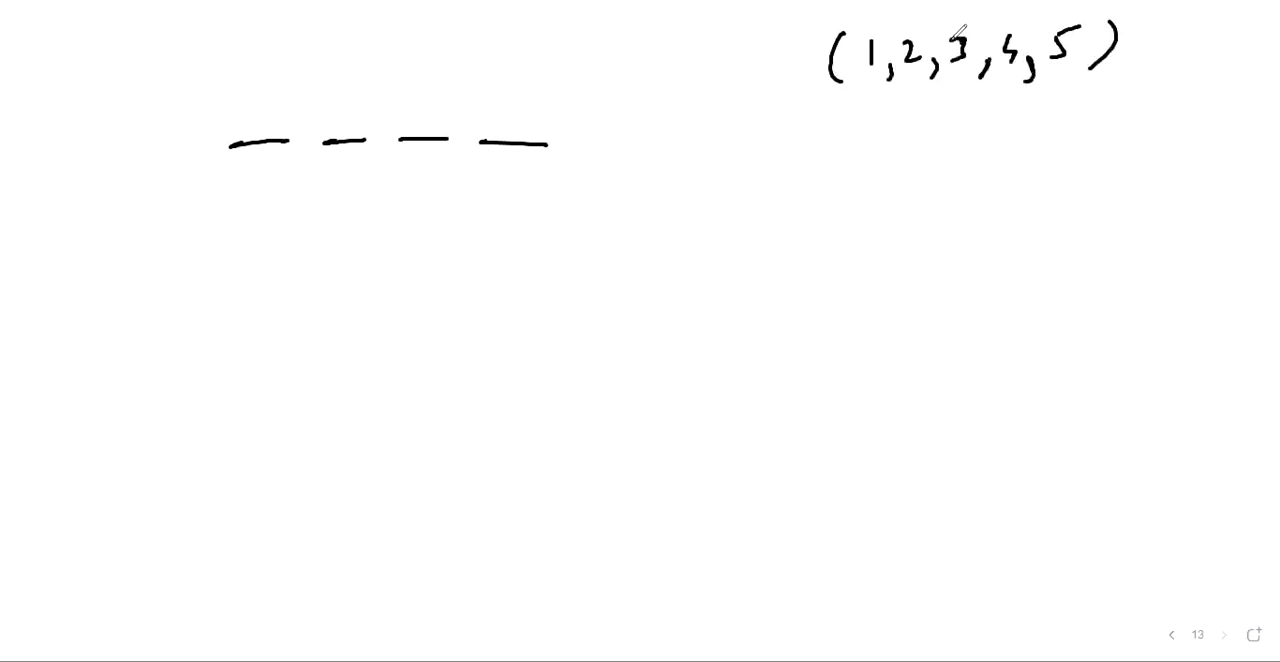 (1,2,3,4,5)
— — — —
< 13 >